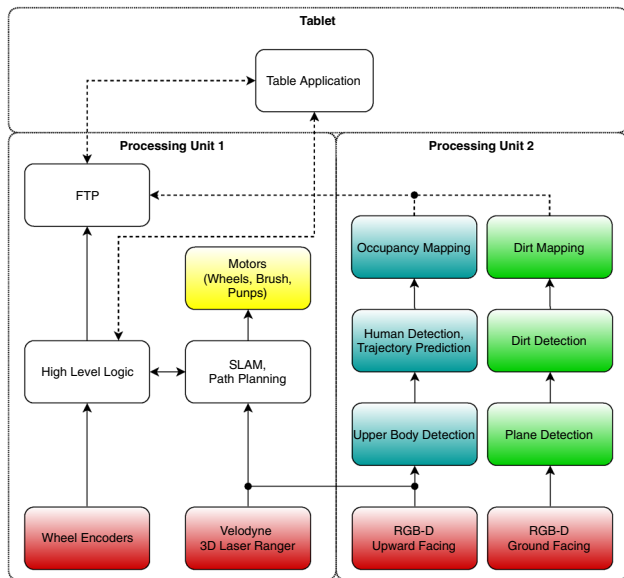 Tablet
Table Application
Processing Unit 1
Processing Unit 2
FTP
Occupancy Mapping
Dirt Mapping
Motors
(Wheels, Brush,
Punps)
High Level Logic
SLAM,
Path Planning
Human Detection,
Trajectory Prediction
Dirt Detection
Upper Body Detection
Plane Detection
Wheel Encoders
Velodyne
3D Laser Ranger
RGB-D
Upward Facing
RGB-D
Ground Facing